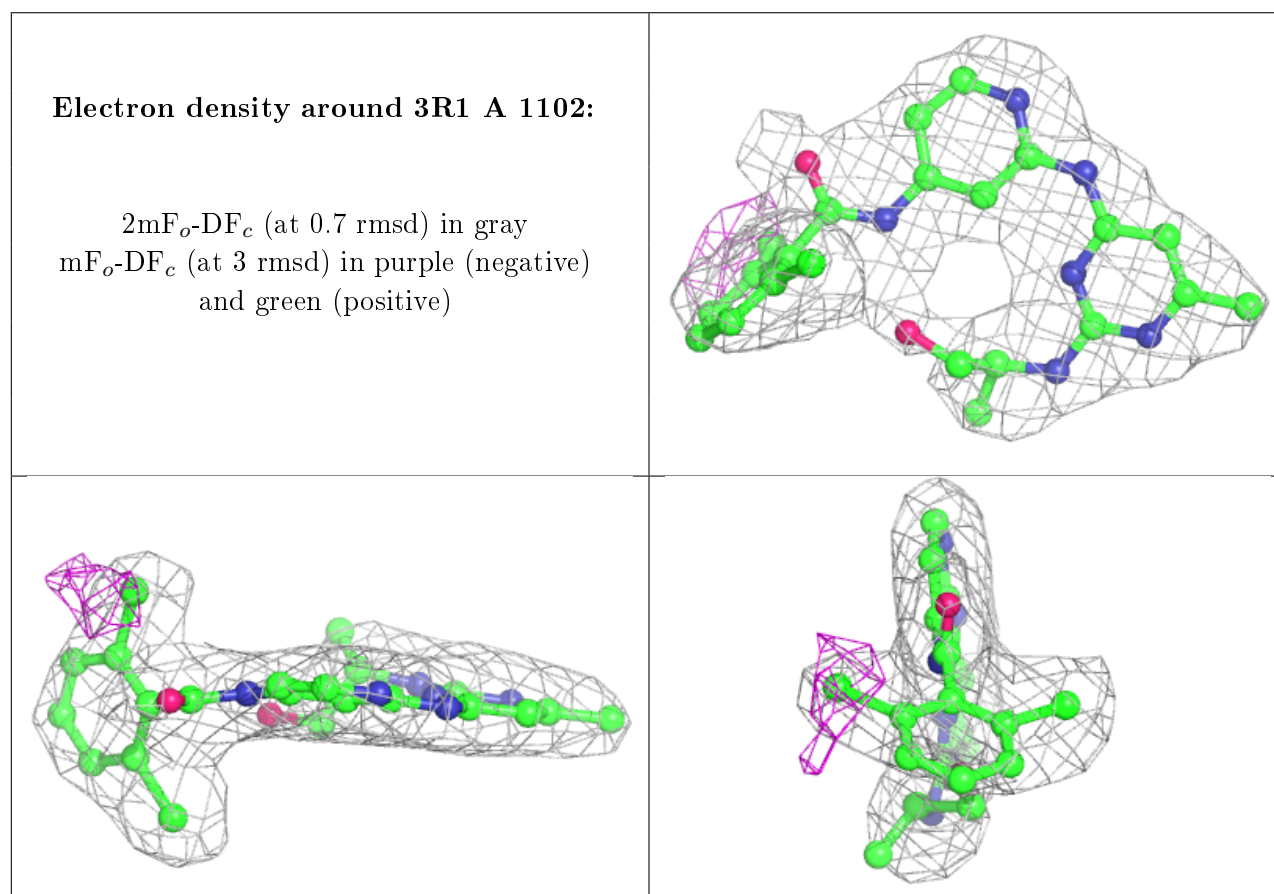 Electron density around 3R1 A 1102:
2mFo-DFc (at 0.7 rmsd) in gray
mFo-DFc (at 3 rmsd) in purple (negative)
and green (positive)